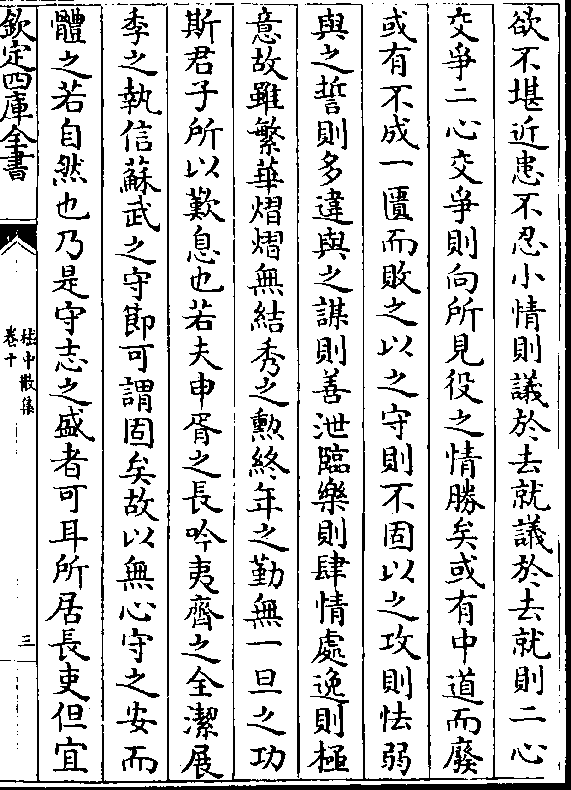 欲不堪近患不忍小情則議於去就議於去就則二心
交爭二心交爭則向所見役之情勝矣或有中道而廢
或有不成一匱而敗之以之守則不固以之攻則怯弱
與之誓則多違與之謀則善泄臨樂則肆情處逸則極
意故雖繁華熠熠無結秀之勲終年之勤無一旦之功
斯君子所以歎息也若夫申胥之長吟夷齊之全潔展
季之執信蘇武之守節可謂固矣故以無心守之安而
體之若自然也乃是守志之盛者可耳所居長吏但宜
欽定四庫全書
嵇中散集
卷十
三